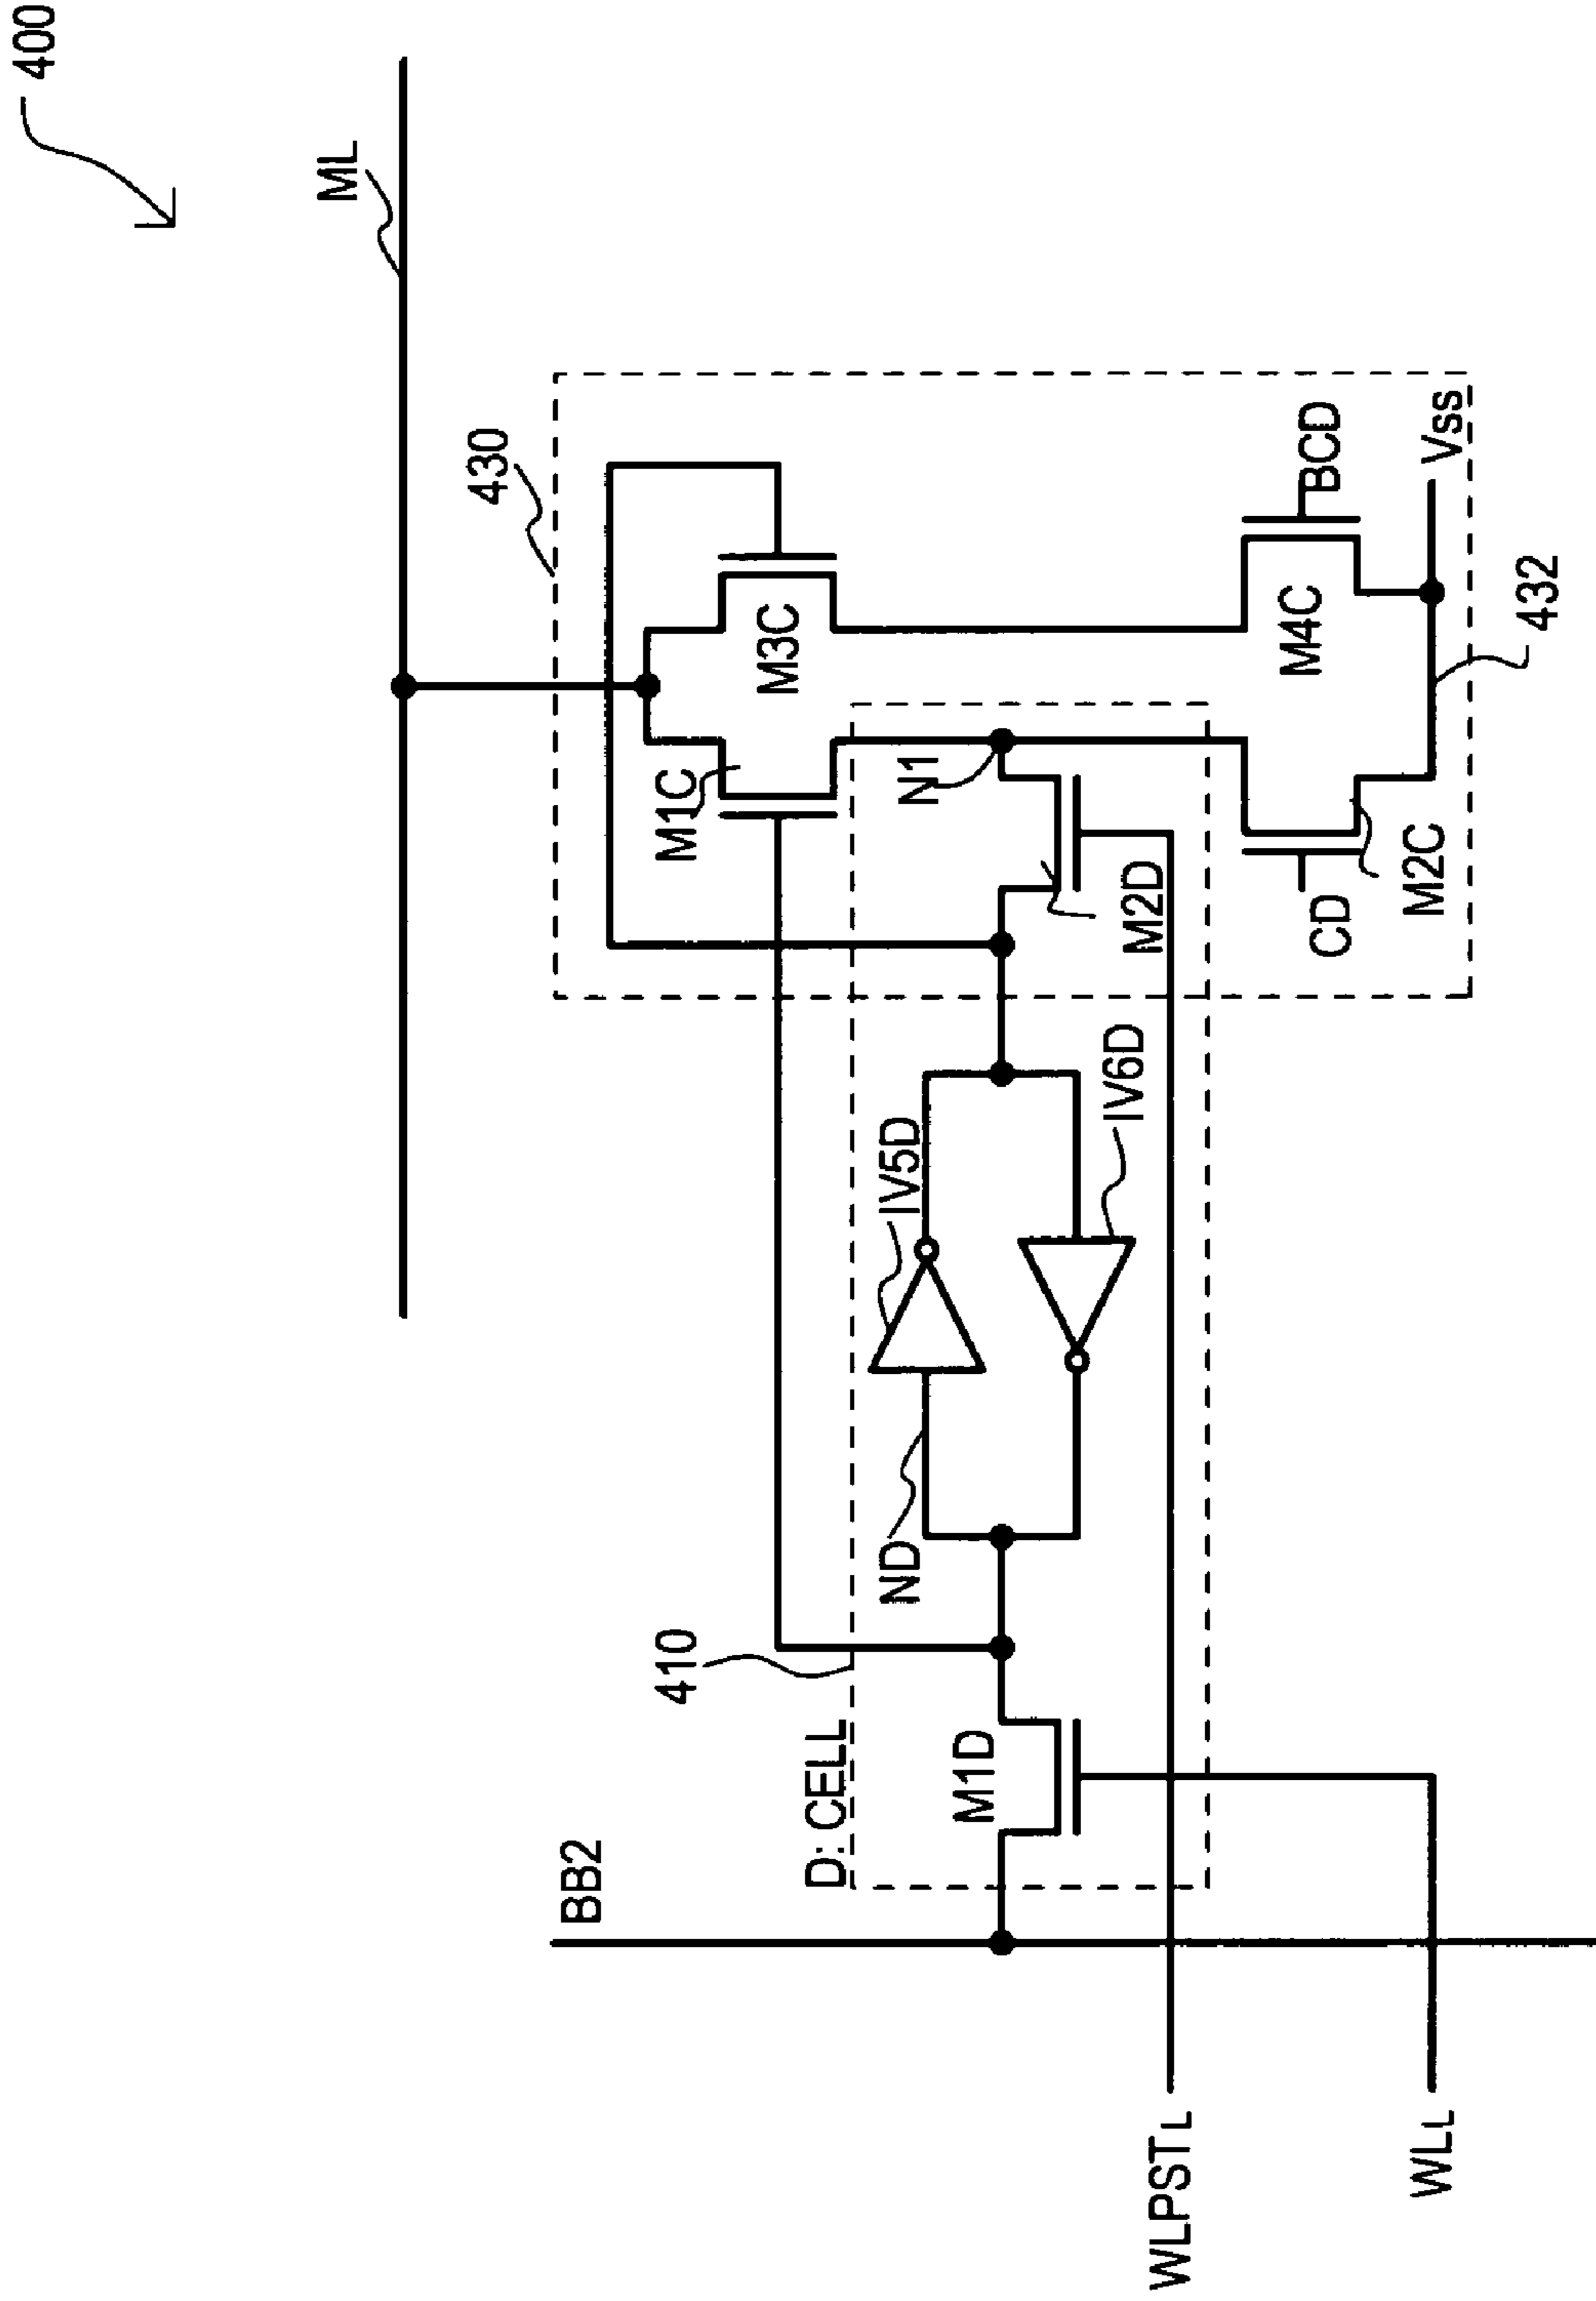 400
ML
430
M1C
M3C
N1
M2D
CD
M2C
M4C
BCD
Vss
432
IV5D
IV6D
ND
410
D: CELL
M1D
BB2
WLPSTL
WLL